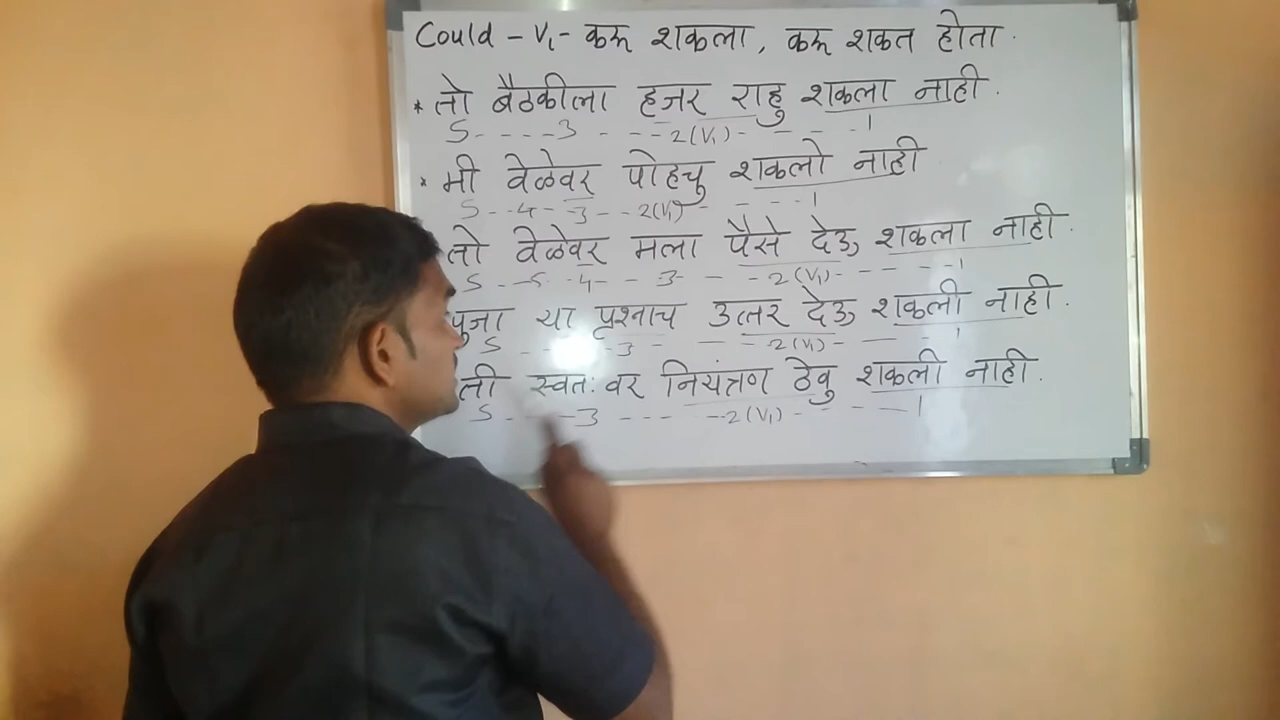 Could - V₁ - करू शकला, करू शकत होता.
* तो बैठकीला हजर राहु शकला नाही.
S - - - - 3 - - - 2(V₁) - - - - 1
* मी वेळेवर पोहचु शकलो नाही
S - - 4 - - 3 - - - 2(V₁) - - - - 1
तो वेळेवर मला पैसे देऊ शकला नाही.
S - - 5 - - 4 - - 3 - - - 2(V₁) - - - - - 1
पुजा या प्रश्नाच उत्तर देऊ शकली नाही.
S - - - - 3 - - - - 2(V₁) - - - - 1
ती स्वतः वर नियंत्रण ठेवु शकली नाही.
S - - - - 3 - - - - - 2(V₁) - - - - - 1